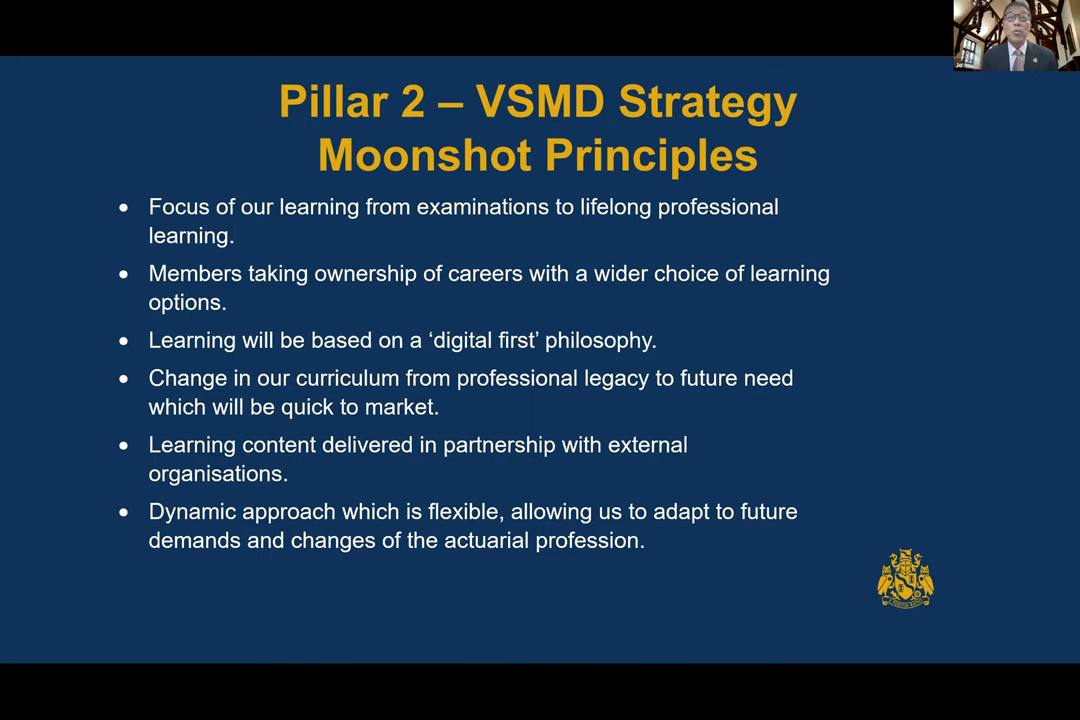 Jo
Pillar 2 – VSMD Strategy
Moonshot Principles
• Focus of our learning from examinations to lifelong professional
learning.
• Members taking ownership of careers with a wider choice of learning
options.
• Learning will be based on a ‘digital first’ philosophy.
• Change in our curriculum from professional legacy to future need
which will be quick to market.
• Learning content delivered in partnership with external
organisations.
• Dynamic approach which is flexible, allowing us to adapt to future
demands and changes of the actuarial profession.